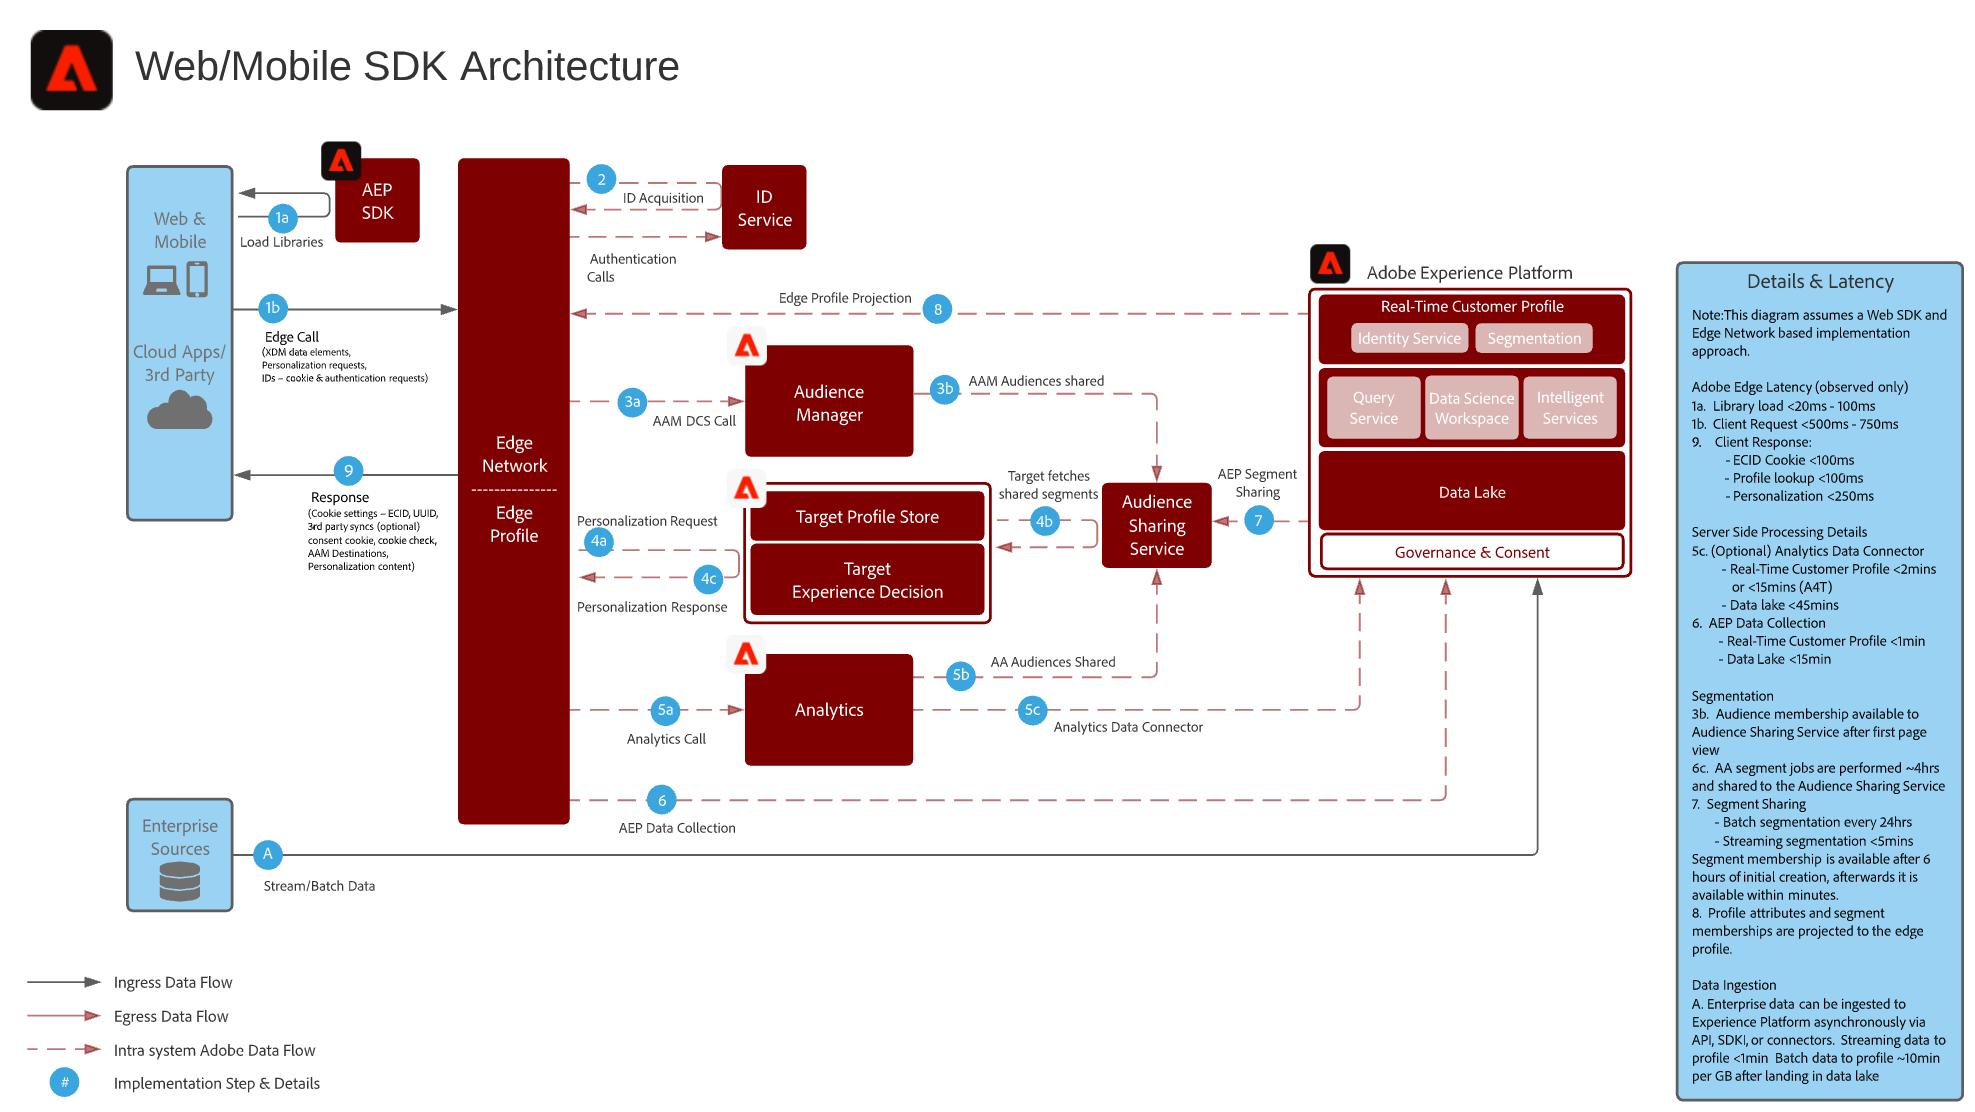 Web/Mobile SDK Architecture
AEP
SDK
Web &
Mobile
1a
Load Libraries
1b
Edge Call
(XDM data elements,
Personalization requests,
IDs – cookie & authentication requests)
Cloud Apps/
3rd Party
9
Response
(Cookie settings – ECID, UUID,
3rd party syncs (optional)
consent cookie, cookie check,
AAM Destinations,
Personalization content)
Edge
Network
Edge
Profile
2
ID Acquisition
ID
Service
Authentication
Calls
Edge Profile Projection
8
3a
AAM DCS Call
Audience
Manager
3b
AAM Audiences shared
Personalization Request
4a
4c
Personalization Response
Target Profile Store
Target
Experience Decision
Target fetches
shared segments
4b
Audience
Sharing
Service
AEP Segment
Sharing
7
5a
Analytics Call
Analytics
5b
AA Audiences Shared
5c
Analytics Data Connector
6
AEP Data Collection
Enterprise
Sources
A
Stream/Batch Data
Adobe Experience Platform
Real-Time Customer Profile
Identity Service
Segmentation
Query
Service
Data Science
Workspace
Intelligent
Services
Data Lake
Governance & Consent
Ingress Data Flow
Egress Data Flow
Intra system Adobe Data Flow
# Implementation Step & Details
Details & Latency
Note:This diagram assumes a Web SDK and
Edge Network based implementation
approach.
Adobe Edge Latency (observed only)
1a. Library load <20ms - 100ms
1b. Client Request <500ms - 750ms
9. Client Response:
- ECID Cookie <100ms
- Profile lookup <100ms
- Personalization <250ms
Server Side Processing Details
5c. (Optional) Analytics Data Connector
- Real-Time Customer Profile <2mins
or <15mins (A4T)
- Data lake <45mins
6. AEP Data Collection
- Real-Time Customer Profile <1min
- Data Lake <15min
Segmentation
3b. Audience membership available to
Audience Sharing Service after first page
view
6c. AA segment jobs are performed ~4hrs
and shared to the Audience Sharing Service
7. Segment Sharing
- Batch segmentation every 24hrs
- Streaming segmentation <5mins
Segment membership is available after 6
hours of initial creation, afterwards it is
available within minutes.
8. Profile attributes and segment
memberships are projected to the edge
profile.
Data Ingestion
A. Enterprise data can be ingested to
Experience Platform asynchronously via
API, SDKI, or connectors. Streaming data to
profile <1min Batch data to profile ~10min
per GB after landing in data lake